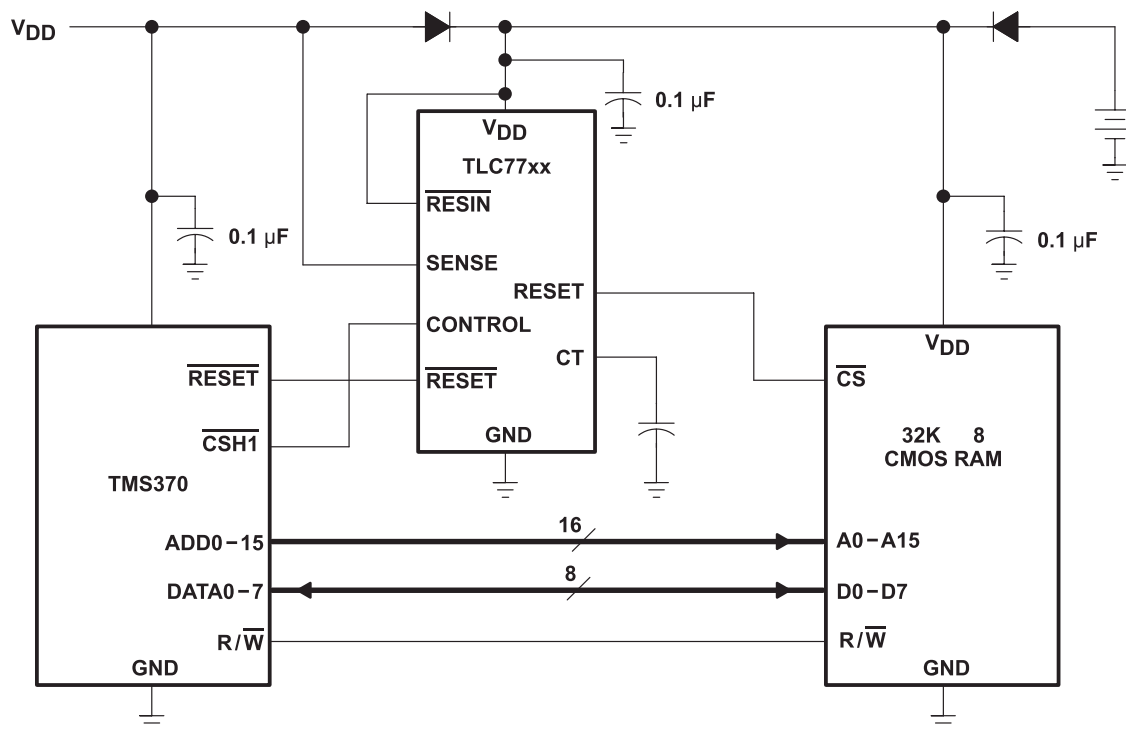 VDD
0.1 µF
VDD
TLC77xx
RESIN
0.1 µF
SENSE
0.1 µF
RESET
CONTROL
VDD
CT
RESET
RESET
CS
CSH1
GND
32K 8
CMOS RAM
TMS370
16
ADD0–15
A0–A15
8
DATA0–7
D0–D7
R/W
R/W
GND
GND